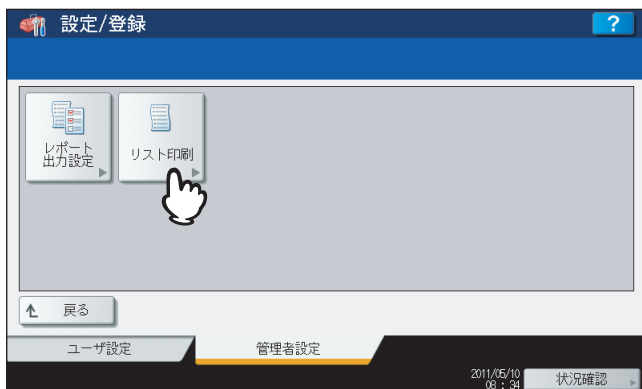 設定/登録
?
レポート
出力設定
リスト印刷
戻る
ユーザ設定
管理者設定
2011/05/10
08 : 34
状況確認